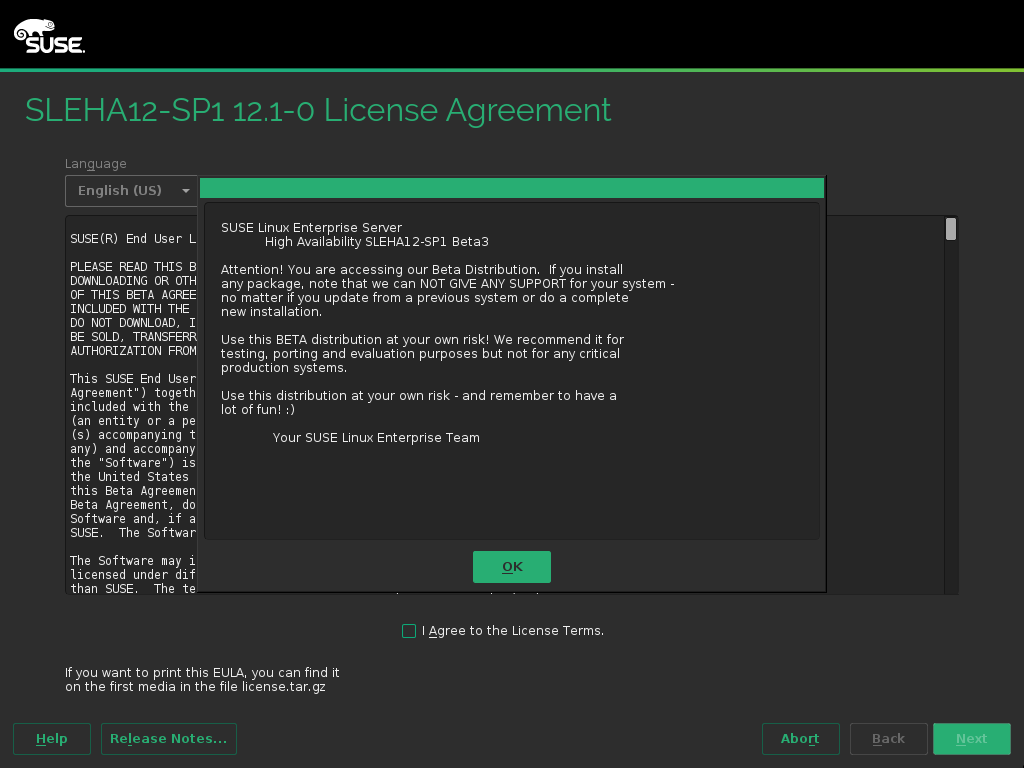 SUSE.
SLEHA12-SP1 12.1-0 License Agreement
Language
English (US)
SUSE(R) End User L
PLEASE READ THIS B
DOWNLOADING OR OTH
OF THIS BETA AGREE
INCLUDED WITH THE
DO NOT DOWNLOAD, I
BE SOLD, TRANSFERR
AUTHORIZATION FROM
This SUSE End User
Agreement") togeth
included with the
(an entity or a pe
(s) accompanying t
any) and accompany
the "Software") is
the United States
this Beta Agreemen
Beta Agreement, do
Software and, if a
SUSE.  The Softwar
The Software may i
licensed under dif
than SUSE.  The te
SUSE Linux Enterprise Server
High Availability SLEHA12-SP1 Beta3
Attention! You are accessing our Beta Distribution.  If you install
any package, note that we can NOT GIVE ANY SUPPORT for your system -
no matter if you update from a previous system or do a complete
new installation.
Use this BETA distribution at your own risk! We recommend it for
testing, porting and evaluation purposes but not for any critical
production systems.
Use this distribution at your own risk - and remember to have a
lot of fun! :)
Your SUSE Linux Enterprise Team
OK
I Agree to the License Terms.
If you want to print this EULA, you can find it
on the first media in the file license.tar.gz
Help
Release Notes...
Abort
Back
Next